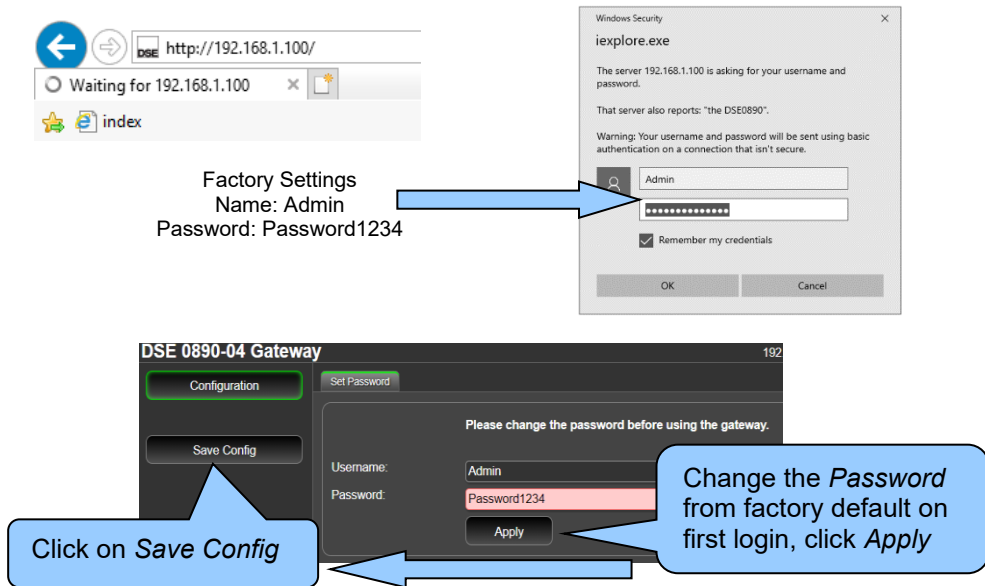 DSE http://192.168.1.100/
Waiting for 192.168.1.100
index
Factory Settings
Name: Admin
Password: Password1234
Windows Security
iexplore.exe
The server 192.168.1.100 is asking for your username and
password.
That server also reports: "the DSE0890".
Warning: Your username and password will be sent using basic
authentication on a connection that isn't secure.
Admin
••••••••••••••
Remember my credentials
OK Cancel
DSE 0890-04 Gateway 192
Configuration
Set Password
Please change the password before using the gateway.
Save Config
Username: Admin
Password: Password1234
Apply
Change the Password
from factory default on
first login, click Apply
Click on Save Config